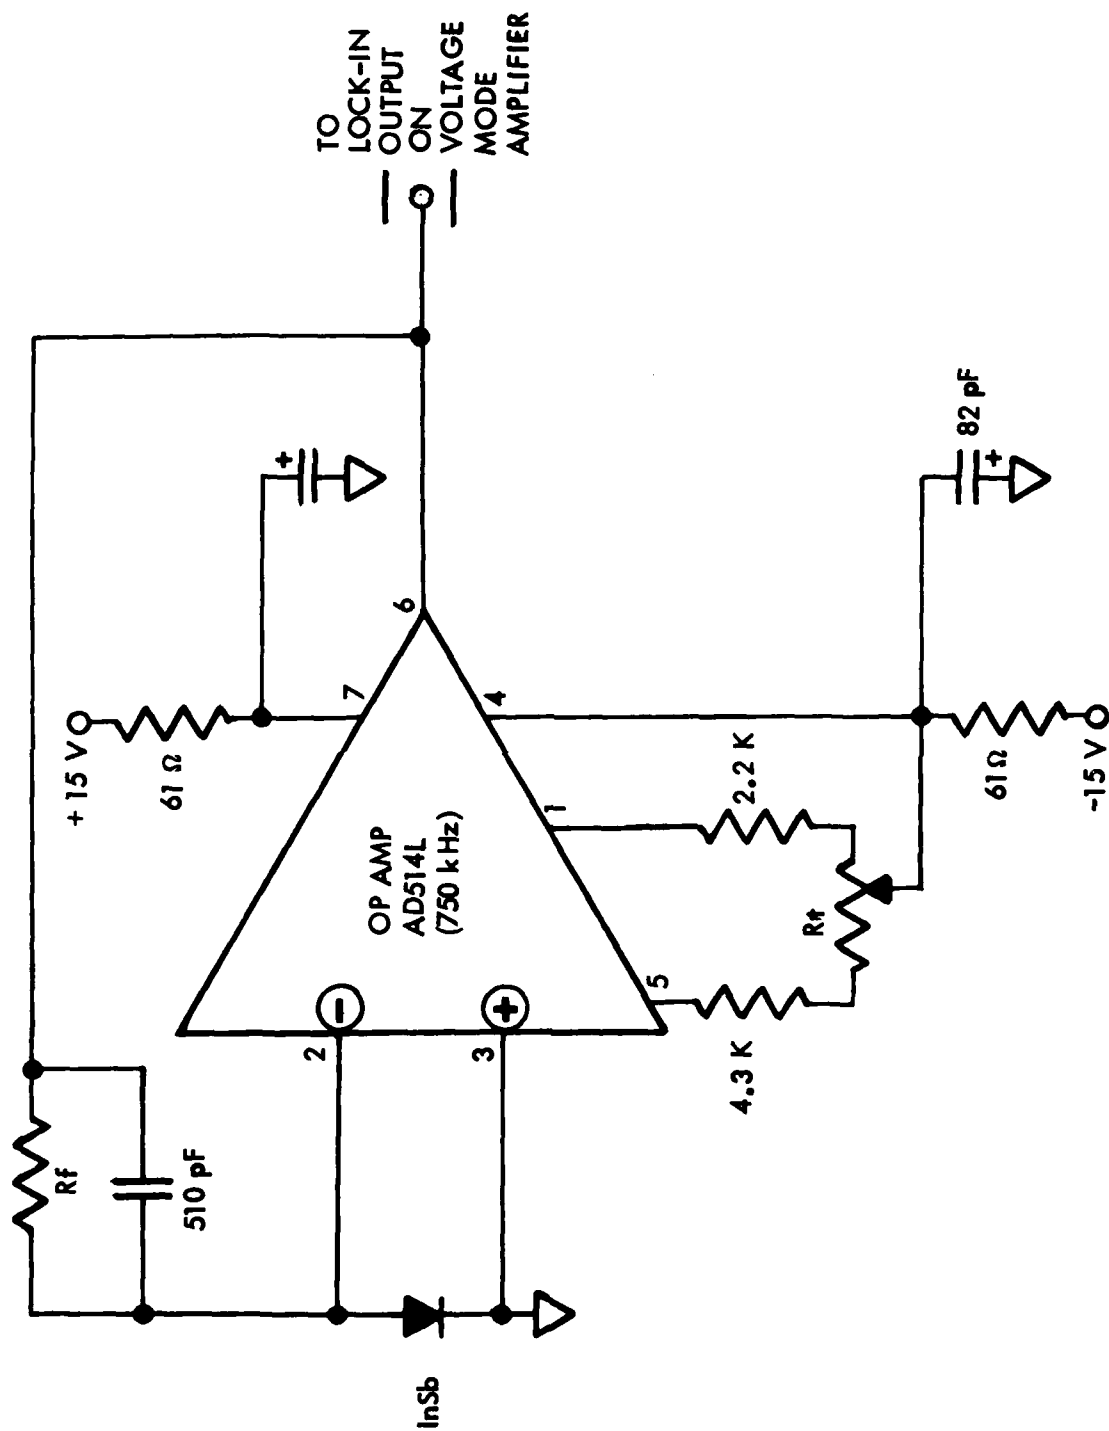 +15 V
61 Ω
TO
LOCK-IN
OUTPUT
ON
VOLTAGE
MODE
AMPLIFIER
Rf
510 pF
+
7
6
2
−
OP AMP
AD514L
(750 kHz)
3
+
InSb
5
1
4
4.3 K
2.2 K
Rt
82 pF
+
61 Ω
-15 V